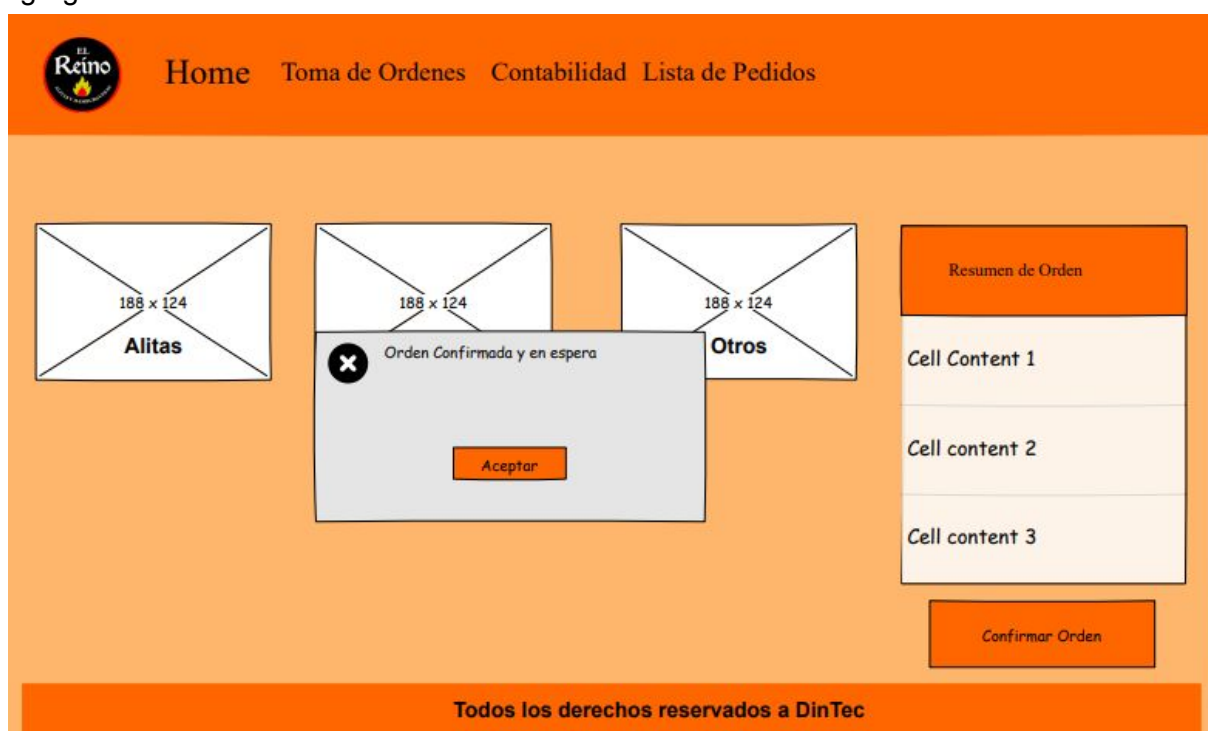 EL
Reino
Home Toma de Ordenes Contabilidad Lista de Pedidos
188 x 124
Alitas
188 x 124
188 x 124
Otros
Orden Confirmada y en espera
Aceptar
Resumen de Orden
Cell Content 1
Cell content 2
Cell content 3
Confirmar Orden
Todos los derechos reservados a DinTec